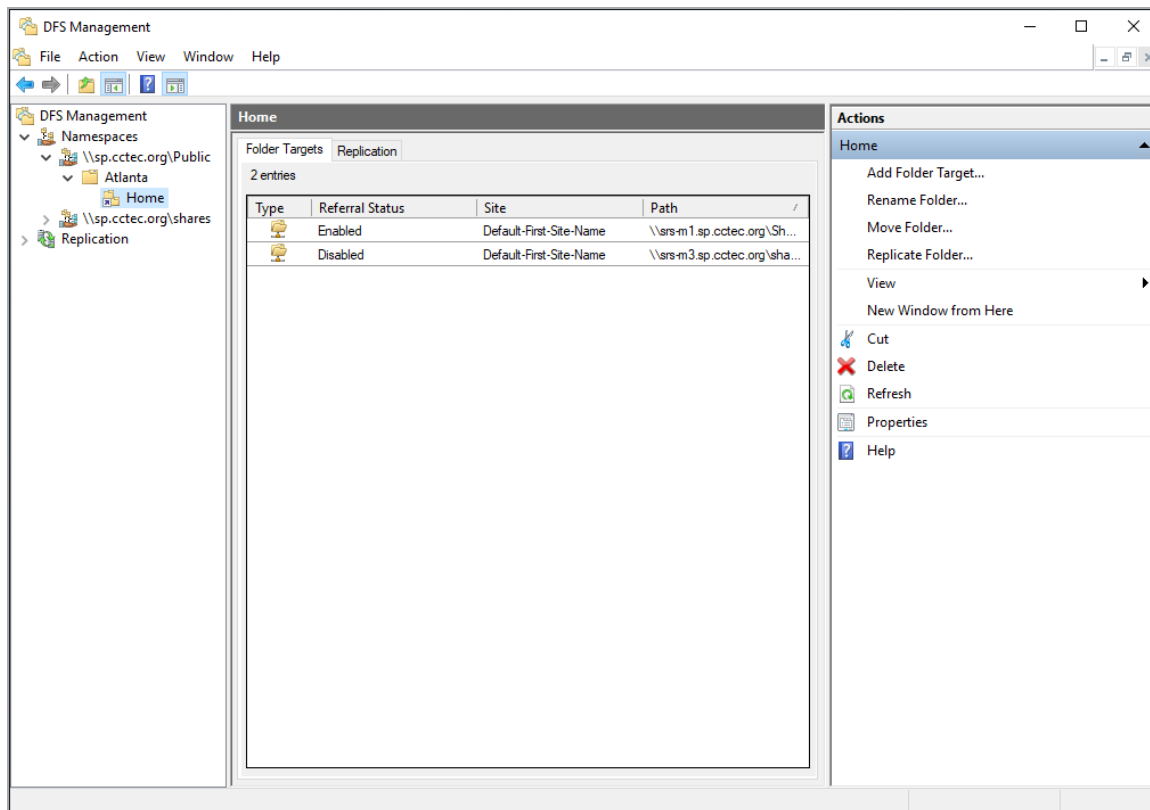 DFS Management
File Action View Window Help
DFS Management
Namespaces
\\sp.cctec.org\Public
Atlanta
Home
\\sp.cctec.org\shares
Replication
Home
Folder Targets Replication
2 entries
Type Referral Status Site Path
Enabled Default-First-Site-Name \\srs-m1.sp.cctec.org\Sh...
Disabled Default-First-Site-Name \\srs-m3.sp.cctec.org\sha...
Actions
Home
Add Folder Target...
Rename Folder...
Move Folder...
Replicate Folder...
View
New Window from Here
Cut
Delete
Refresh
Properties
Help